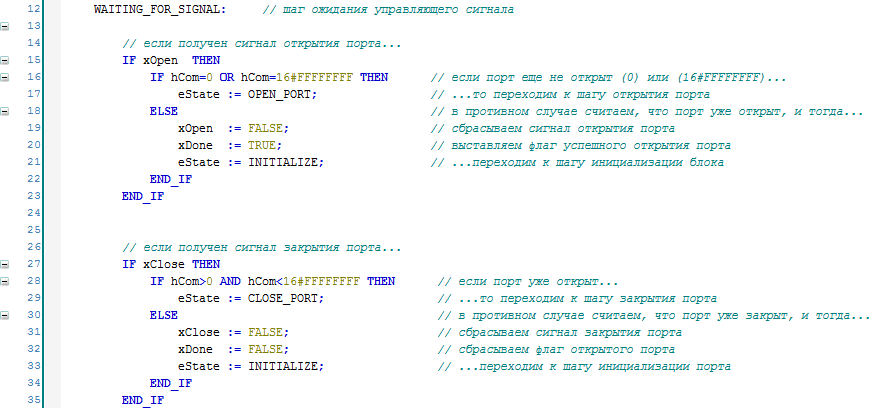 12 WAITING_FOR_SIGNAL: // шаг ожидания управляющего сигнала
13
14 // если получен сигнал открытия порта...
15 IF xOpen THEN
16 IF hCom=0 OR hCom=16#FFFFFFFF THEN // если порт еще не открыт (0) или (16#FFFFFFFF)...
17 eState := OPEN_PORT; // ...то переходим к шагу открытия порта
18 ELSE // в противном случае считаем, что порт уже открыт, и тогда...
19 xOpen := FALSE; // сбрасываем сигнал открытия порта
20 xDone := TRUE; // выставляем флаг успешного открытия порта
21 eState := INITIALIZE; // ...переходим к шагу инициализации блока
22 END_IF
23 END_IF
24
25
26 // если получен сигнал закрытия порта...
27 IF xClose THEN
28 IF hCom>0 AND hCom<16#FFFFFFFF THEN // если порт уже открыт...
29 eState := CLOSE_PORT; // ...то переходим к шагу закрытия порта
30 ELSE // в противном случае считаем, что порт уже закрыт, и тогда...
31 xClose := FALSE; // сбрасываем сигнал закрытия порта
32 xDone := FALSE; // сбрасываем флаг открытого порта
33 eState := INITIALIZE; // ...переходим к шагу инициализации порта
34 END_IF
35 END_IF